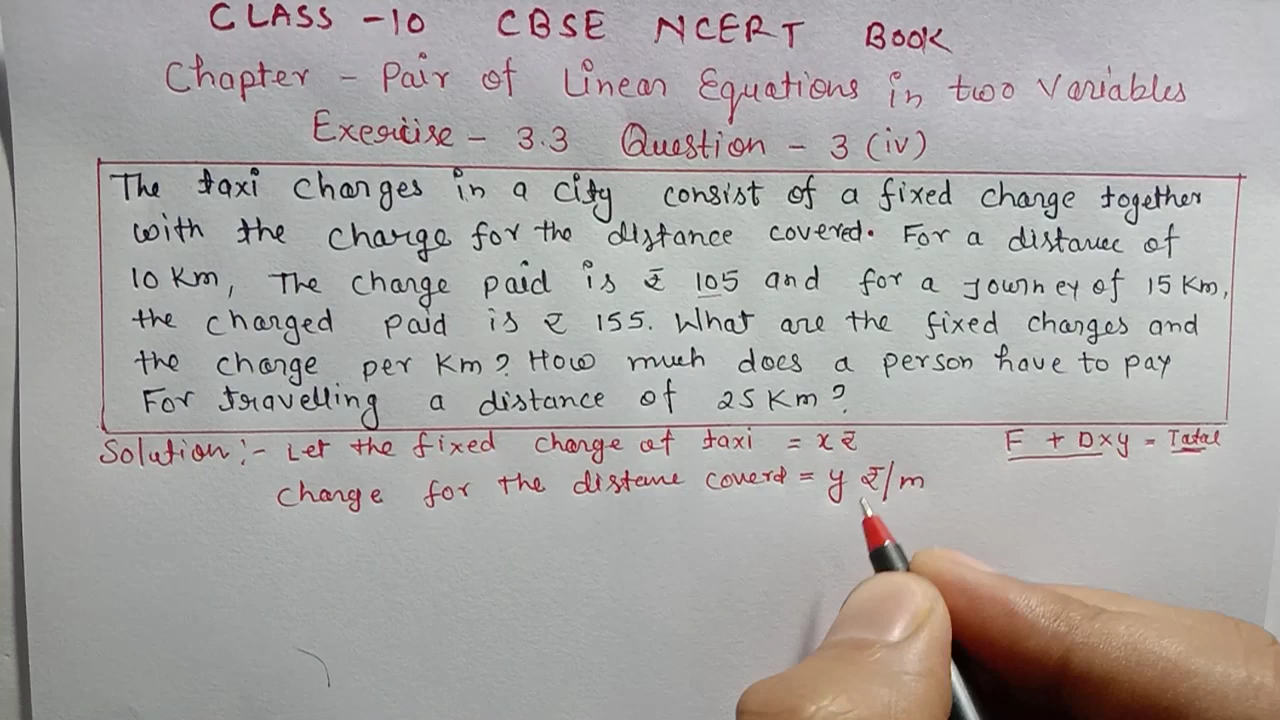 CLASS -10 CBSE NCERT BOOK
Chapter - Pair of Linear Equations in two Variables
Exercise - 3.3 Question - 3 (iv)
The taxi charges in a city consist of a fixed charge together
with the charge for the distance covered. For a distance of
10 Km, The charge paid is ₹ 105 and for a Journey of 15 Km,
the charged paid is ₹ 155. What are the fixed charges and
the charge per Km? How much does a person have to pay
For travelling a distance of 25 Km?
Solution:- Let the fixed charge of taxi = x ₹
F + D×y = Total
Charge for the distance coverd = y ₹/m